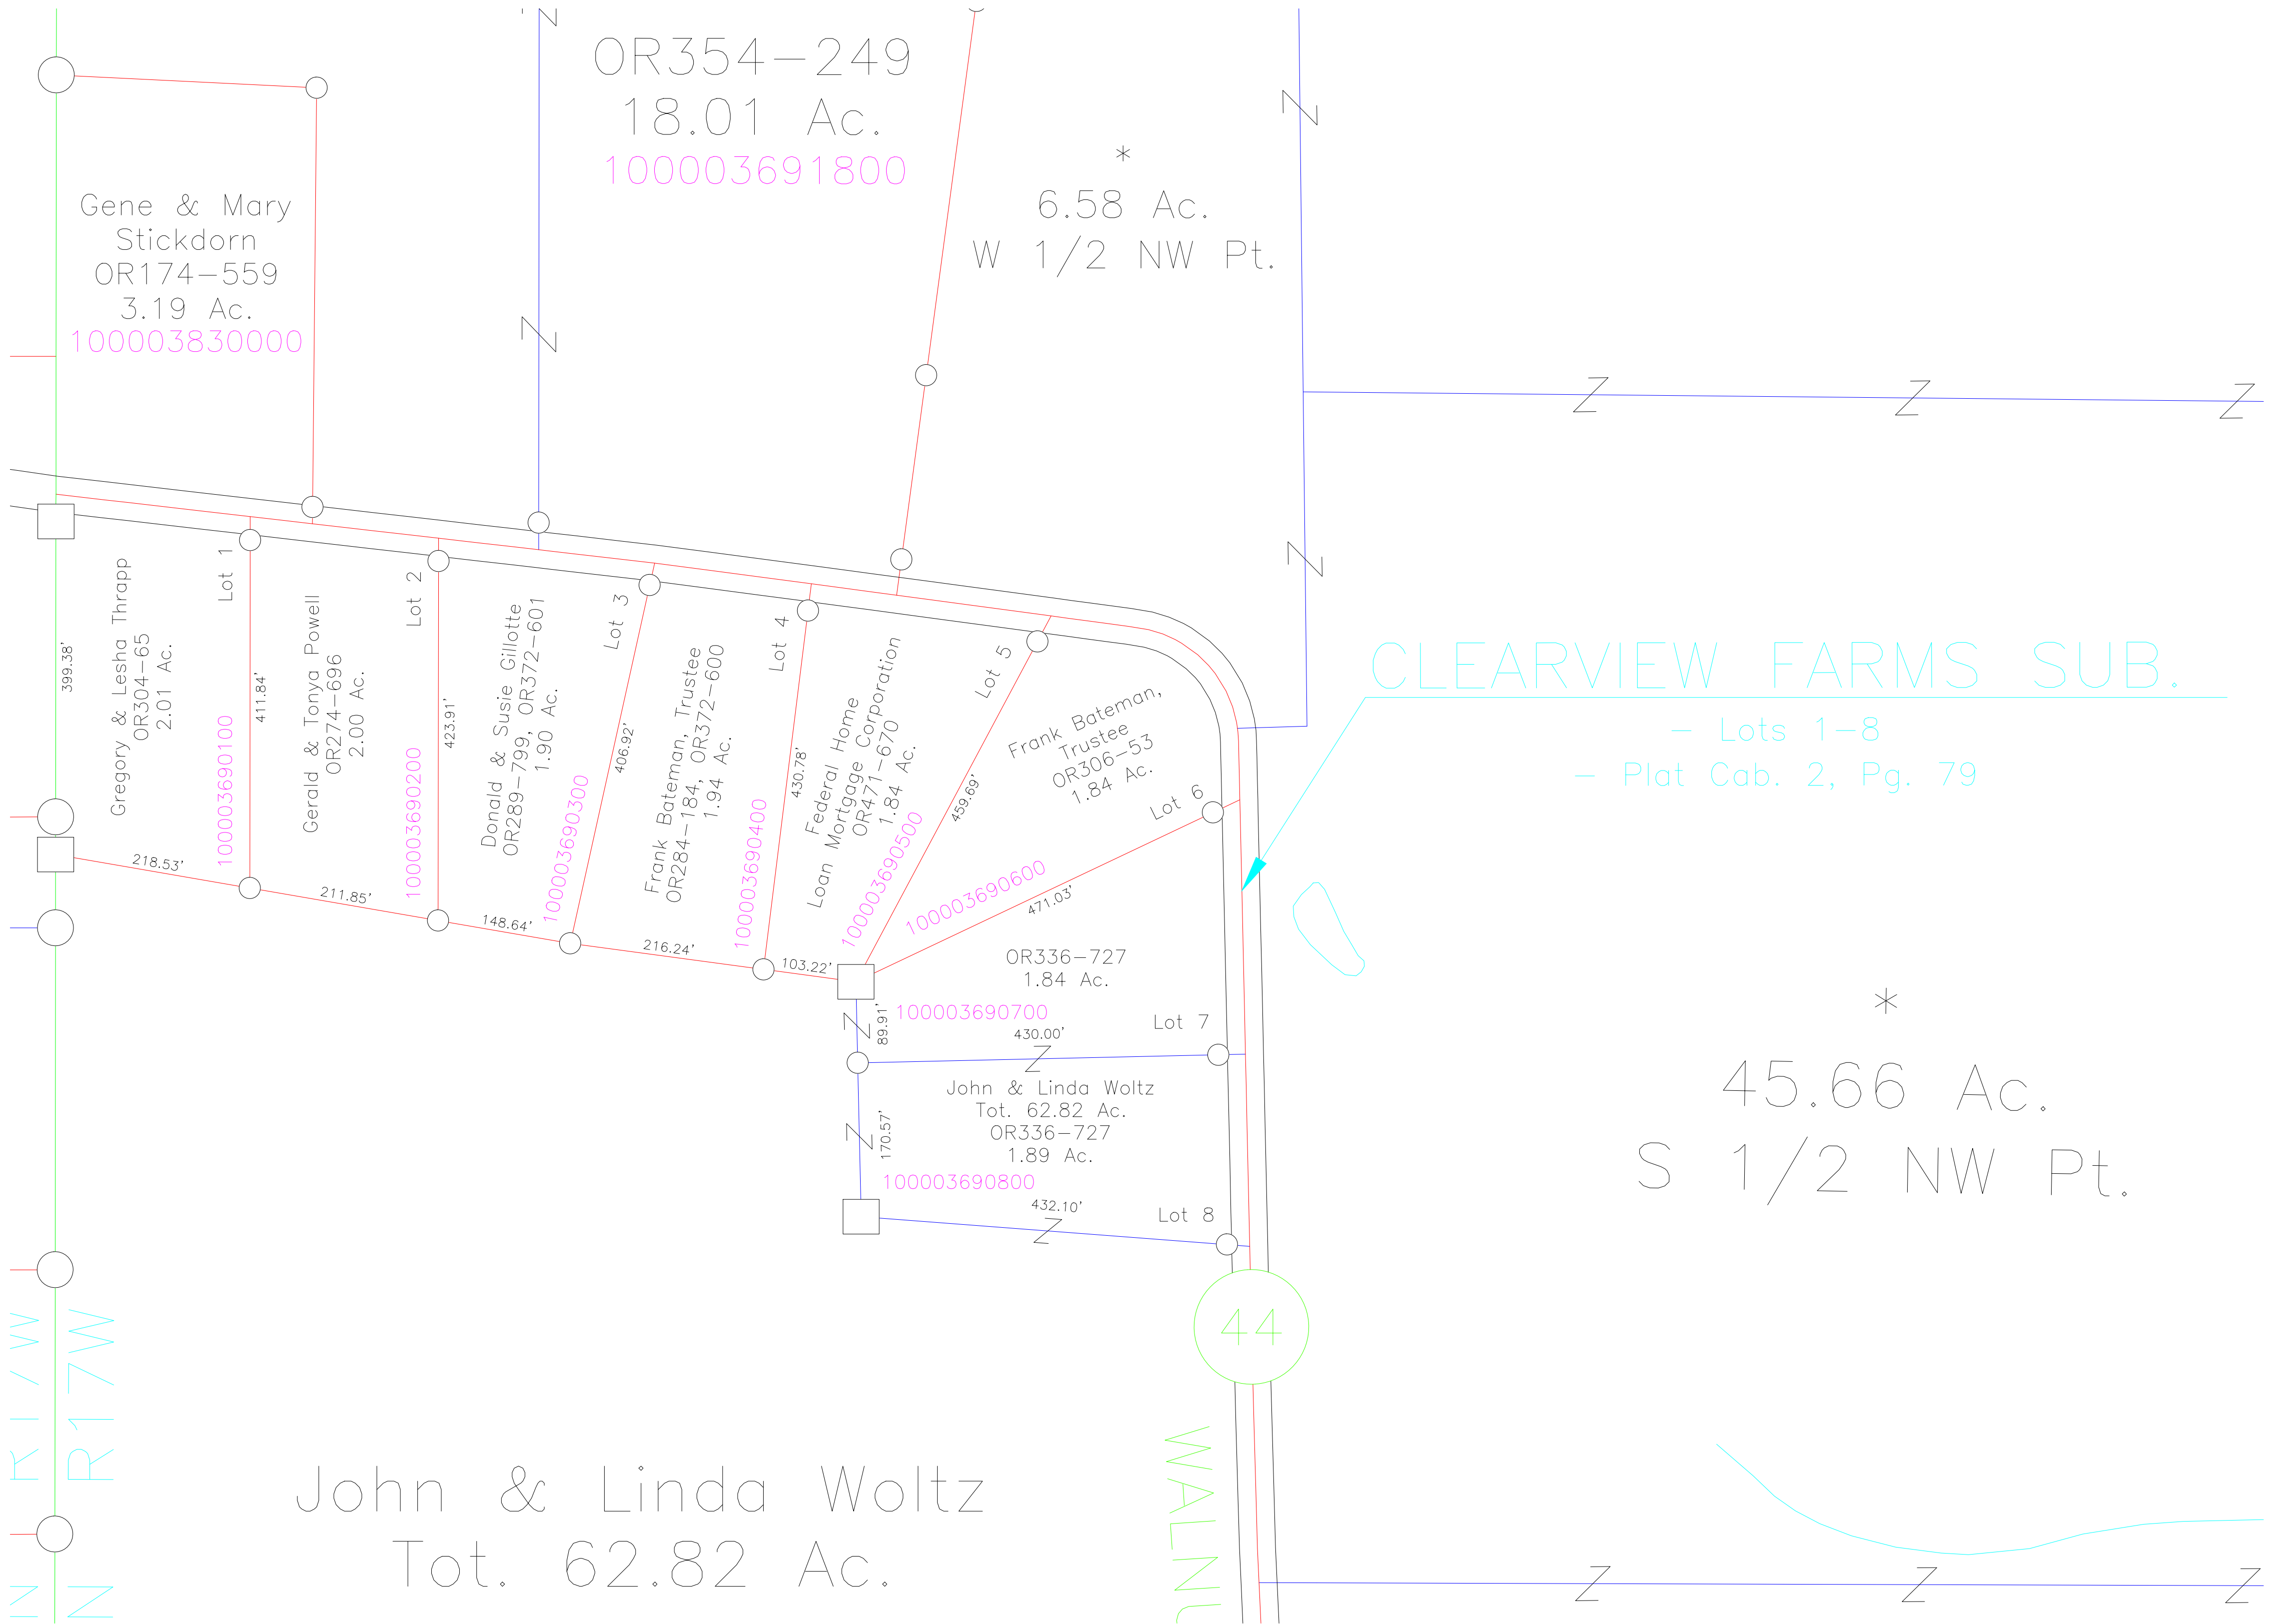 OR354-249
18.01 Ac.
100003691800
*
6.58 Ac.
W 1/2 NW Pt.
Gene & Mary
Stickdorn
OR174-559
3.19 Ac.
100003830000
399.38'
Gregory & Lesha Thrapp
OR304-65
2.01 Ac.
100003690100
Lot 1
411.84'
218.53'
Gerald & Tonya Powell
OR274-696
2.00 Ac.
100003690200
Lot 2
423.91'
211.85'
Donald & Susie Gillotte
OR289-799, OR372-601
1.90 Ac.
100003690300
Lot 3
406.92'
148.64'
Frank Bateman, Trustee
OR284-184, OR372-600
1.94 Ac.
100003690400
Lot 4
430.78'
216.24'
Federal Home
Loan Mortgage Corporation
OR471-670
1.84 Ac.
100003690500
Lot 5
459.69'
103.22'
Frank Bateman,
Trustee
OR306-53
1.84 Ac.
Lot 6
100003690600
471.03'
OR336-727
1.84 Ac.
100003690700
89.91'
430.00'
Lot 7
John & Linda Woltz
Tot. 62.82 Ac.
OR336-727
1.89 Ac.
170.57'
100003690800
432.10'
Lot 8
CLEARVIEW FARMS SUB.
- Lots 1-8
- Plat Cab. 2, Pg. 79
*
45.66 Ac.
S 1/2 NW Pt.
44
WALNU
R17W
N
R17W
N
John & Linda Woltz
Tot. 62.82 Ac.